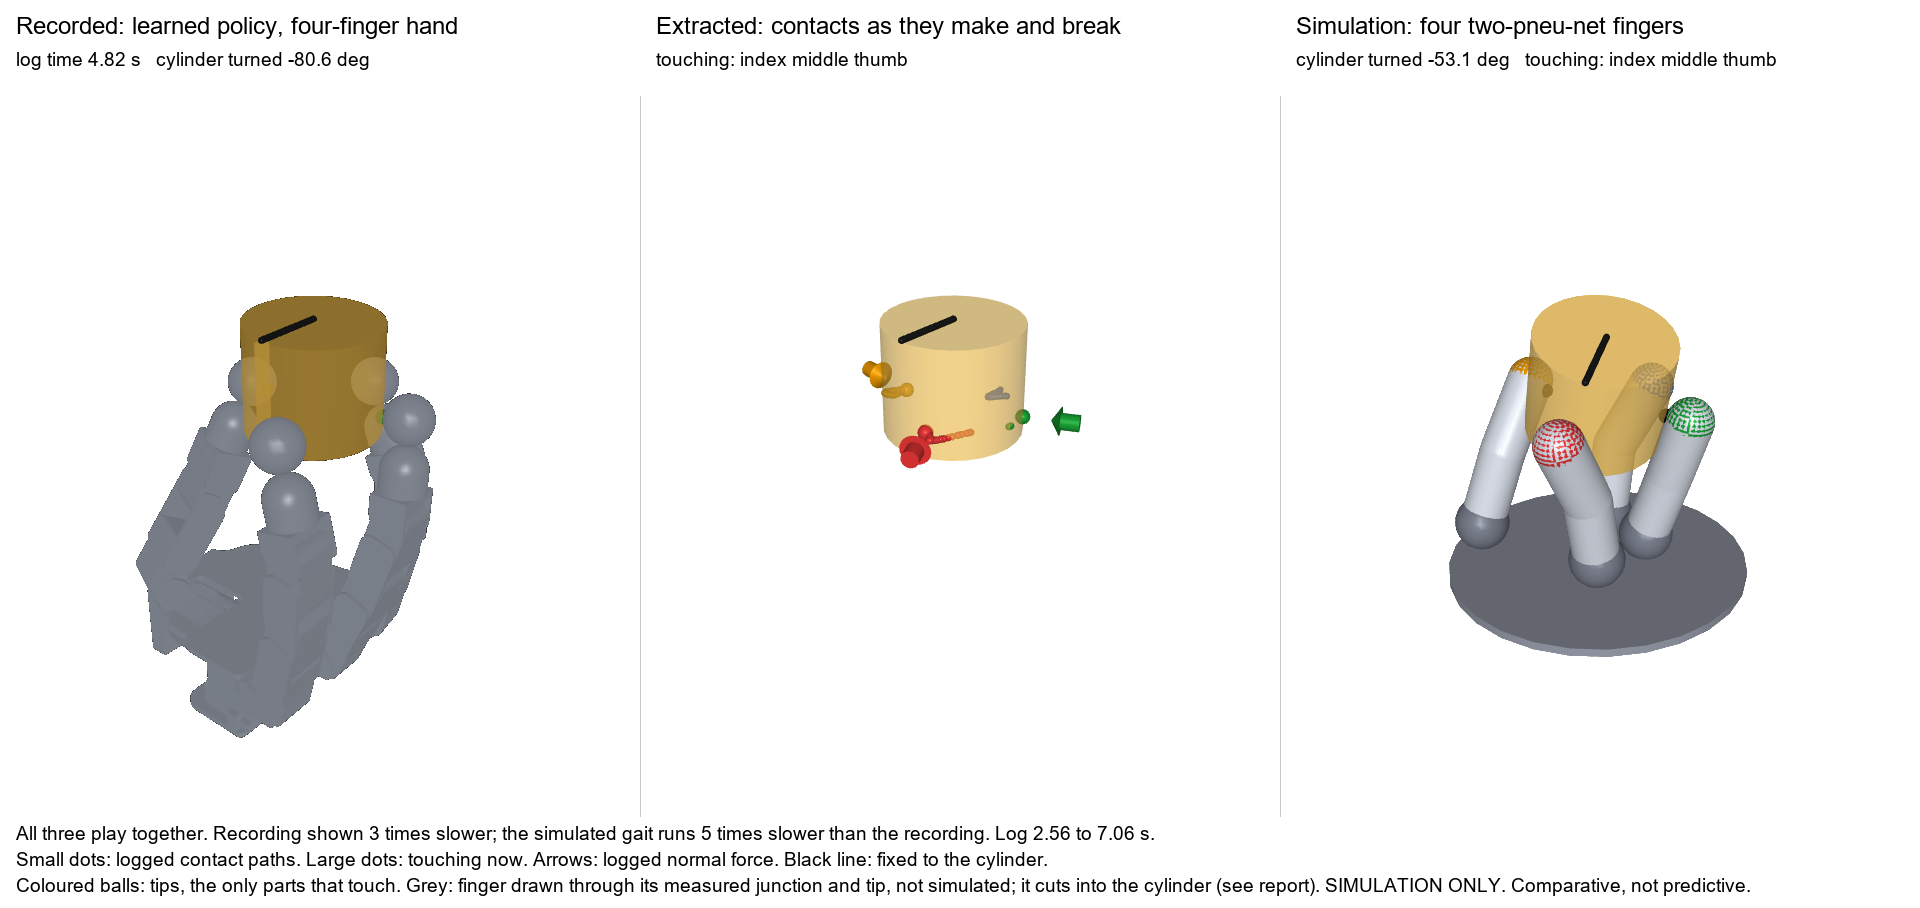 Recorded: learned policy, four-finger hand
log time 4.82 s   cylinder turned -80.6 deg
Extracted: contacts as they make and break
touching: index middle thumb
Simulation: four two-pneu-net fingers
cylinder turned -53.1 deg   touching: index middle thumb
All three play together. Recording shown 3 times slower; the simulated gait runs 5 times slower than the recording. Log 2.56 to 7.06 s.
Small dots: logged contact paths. Large dots: touching now. Arrows: logged normal force. Black line: fixed to the cylinder.
Coloured balls: tips, the only parts that touch. Grey: finger drawn through its measured junction and tip, not simulated; it cuts into the cylinder (see report). SIMULATION ONLY. Comparative, not predictive.